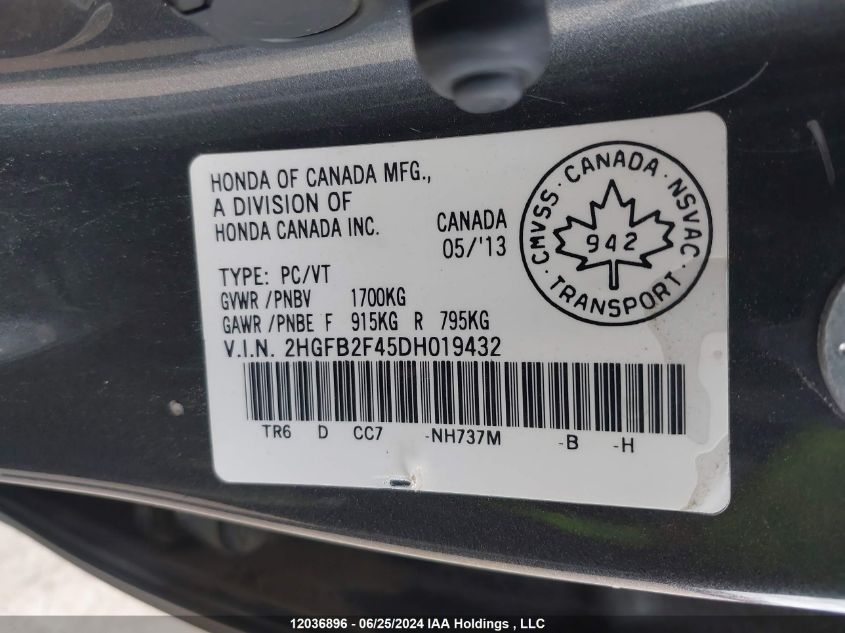 HONDA OF CANADA MFG.,
A DIVISION OF
HONDA CANADA INC.
CANADA
05/'13
CMVSS · CANADA · NSVAC · TRANSPORT ·
942
TYPE: PC/VT
GVWR /PNBV 1700KG
GAWR /PNBE F 915KG R 795KG
V.I.N. 2HGFB2F45DH019432
TR6 D CC7 -NH737M -B -H
12036896 - 06/25/2024 IAA Holdings , LLC